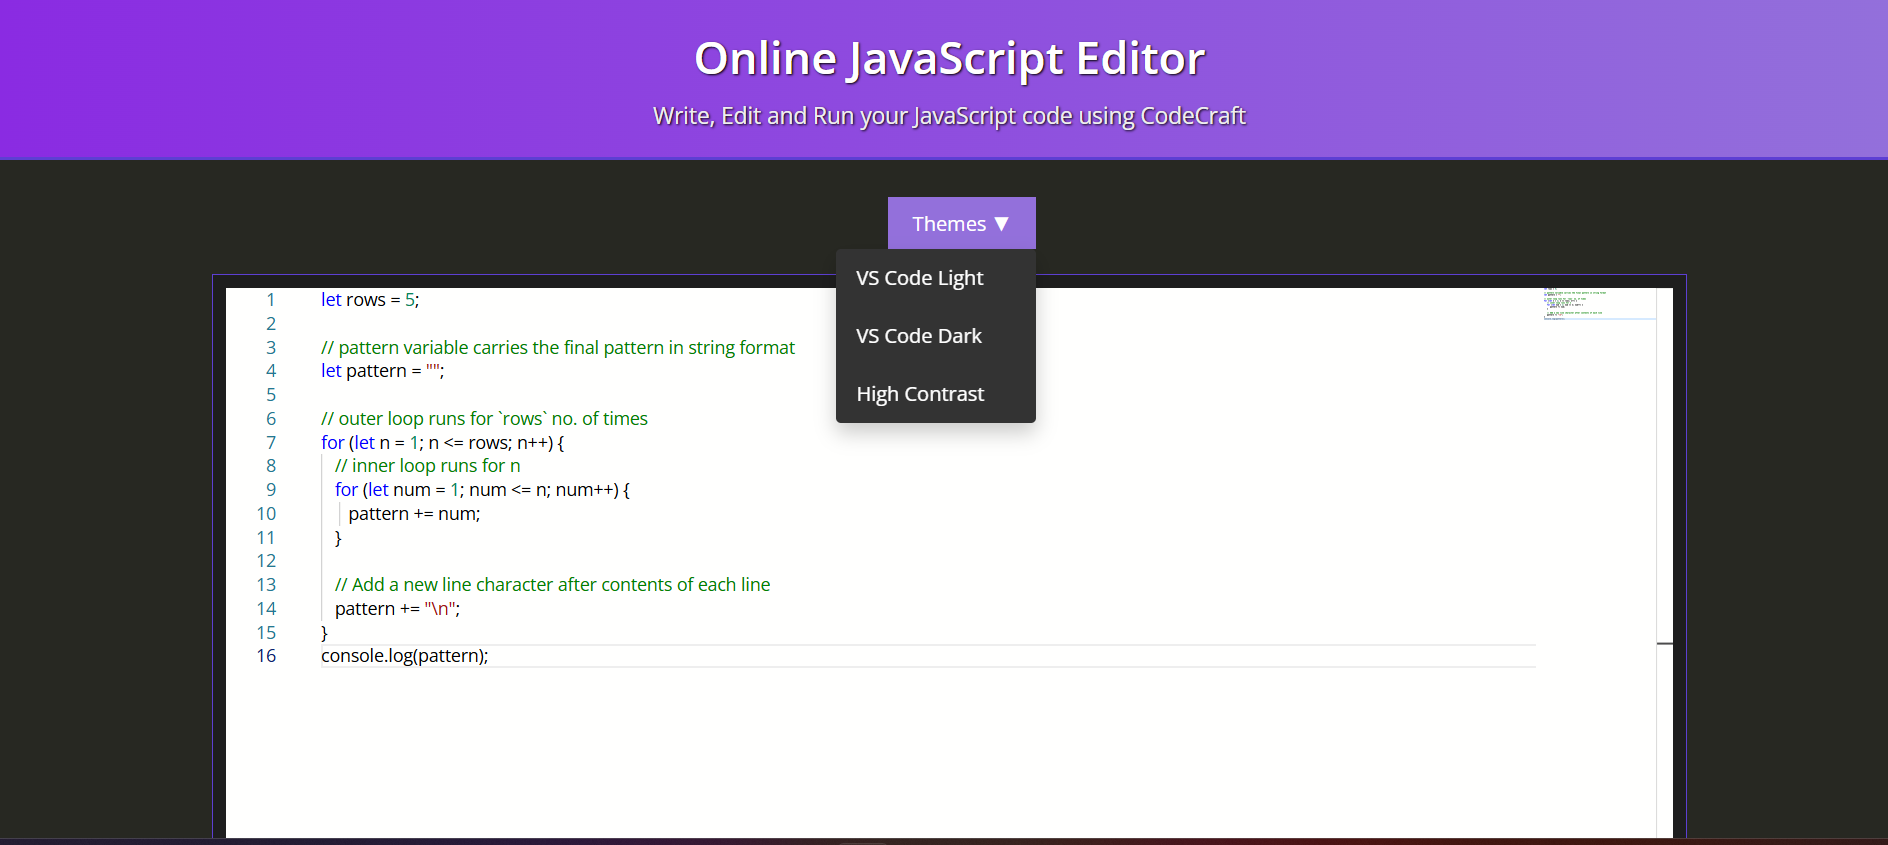 Online JavaScript Editor
Write, Edit and Run your JavaScript code using CodeCraft
Themes ▼
VS Code Light
VS Code Dark
High Contrast
1 let rows = 5;
2
3 // pattern variable carries the final pattern in string format
4 let pattern = "";
5
6 // outer loop runs for `rows` no. of times
7 for (let n = 1; n <= rows; n++) {
8 // inner loop runs for n
9 for (let num = 1; num <= n; num++) {
10 pattern += num;
11 }
12
13 // Add a new line character after contents of each line
14 pattern += "\n";
15 }
16 console.log(pattern);